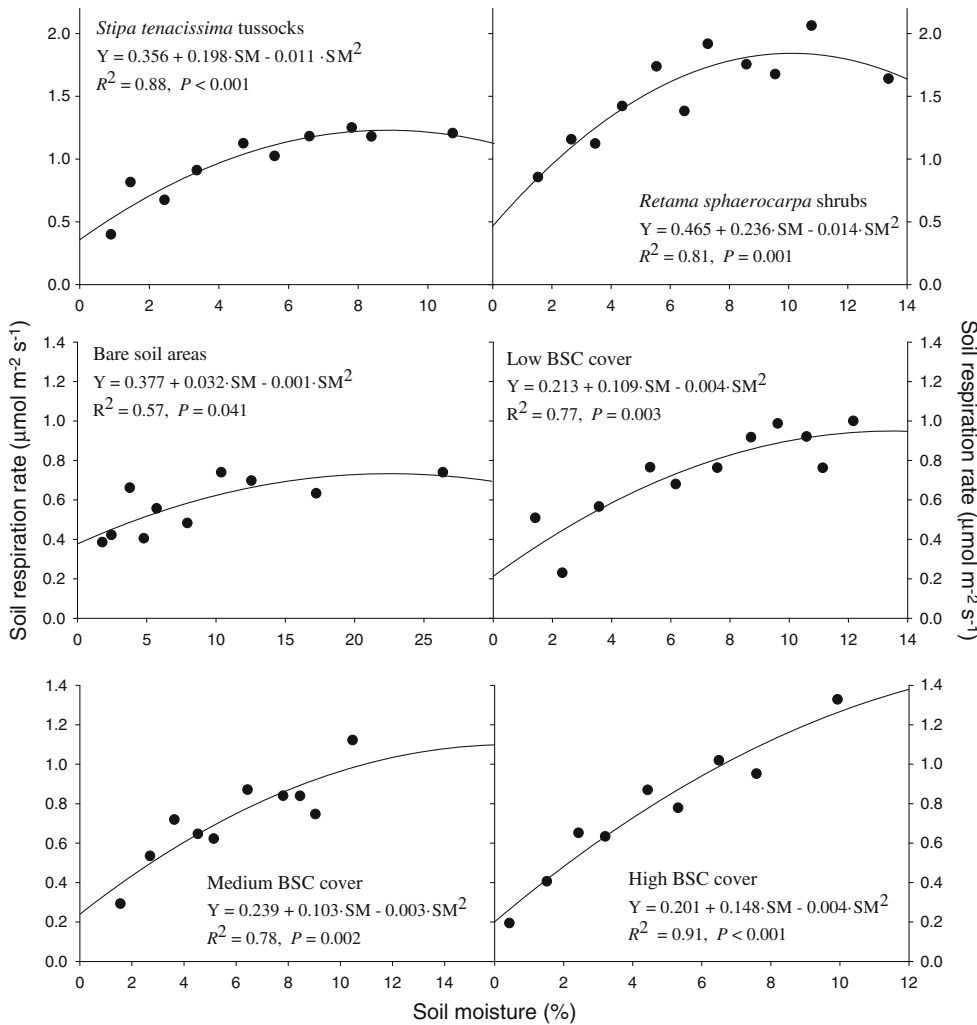 Stipa tenacissima tussocks
Y = 0.356 + 0.198·SM - 0.011 ·SM²
R² = 0.88, P < 0.001
2.0
1.5
1.0
0.5
0.0
0 2 4 6 8 10
Retama sphaerocarpa shrubs
Y = 0.465 + 0.236·SM - 0.014·SM²
R² = 0.81, P = 0.001
2.0
1.5
1.0
0.5
0.0
0 2 4 6 8 10 12 14
Soil respiration rate (μmol m⁻² s⁻¹)
Bare soil areas
Y = 0.377 + 0.032·SM - 0.001·SM²
R² = 0.57, P = 0.041
1.4
1.2
1.0
0.8
0.6
0.4
0.2
0.0
0 5 10 15 20 25
Low BSC cover
Y = 0.213 + 0.109·SM - 0.004·SM²
R² = 0.77, P = 0.003
1.4
1.2
1.0
0.8
0.6
0.4
0.2
0.0
0 2 4 6 8 10 12 14
Soil respiration rate (μmol m⁻² s⁻¹)
1.4
1.2
1.0
0.8
0.6
0.4
0.2
0.0
Medium BSC cover
Y = 0.239 + 0.103·SM - 0.003·SM²
R² = 0.78, P = 0.002
0 2 4 6 8 10 12 14
High BSC cover
Y = 0.201 + 0.148·SM - 0.004·SM²
R² = 0.91, P < 0.001
1.4
1.2
1.0
0.8
0.6
0.4
0.2
0.0
0 2 4 6 8 10 12
Soil moisture (%)